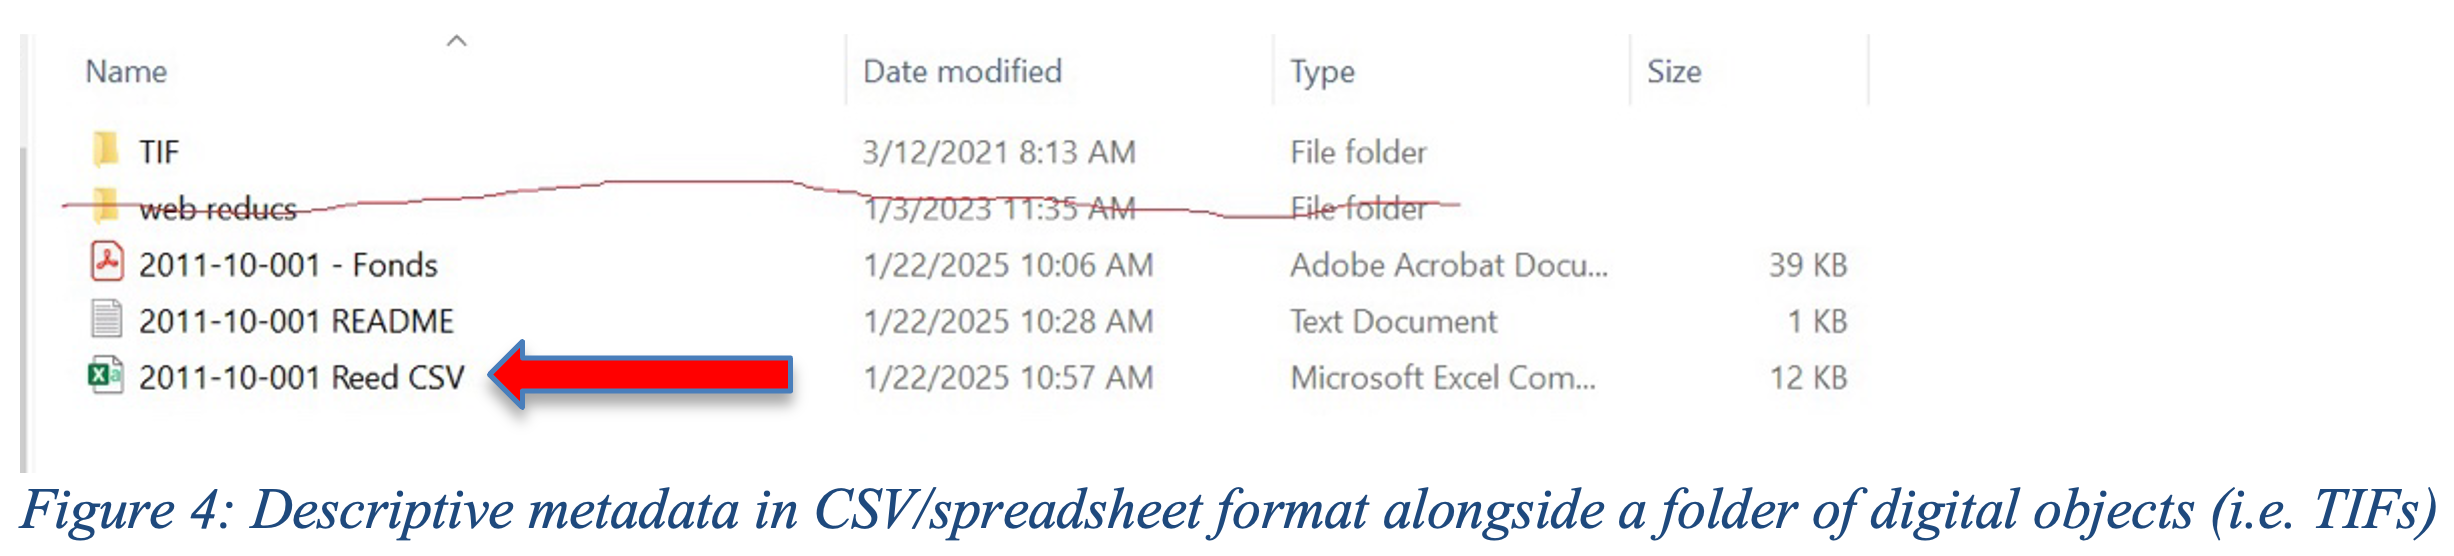 Name Date modified Type Size
TIF 3/12/2021 8:13 AM File folder
web reducs 1/3/2023 11:35 AM File folder
2011-10-001 - Fonds 1/22/2025 10:06 AM Adobe Acrobat Docu... 39 KB
2011-10-001 README 1/22/2025 10:28 AM Text Document 1 KB
2011-10-001 Reed CSV 1/22/2025 10:57 AM Microsoft Excel Com... 12 KB
Figure 4: Descriptive metadata in CSV/spreadsheet format alongside a folder of digital objects (i.e. TIFs)